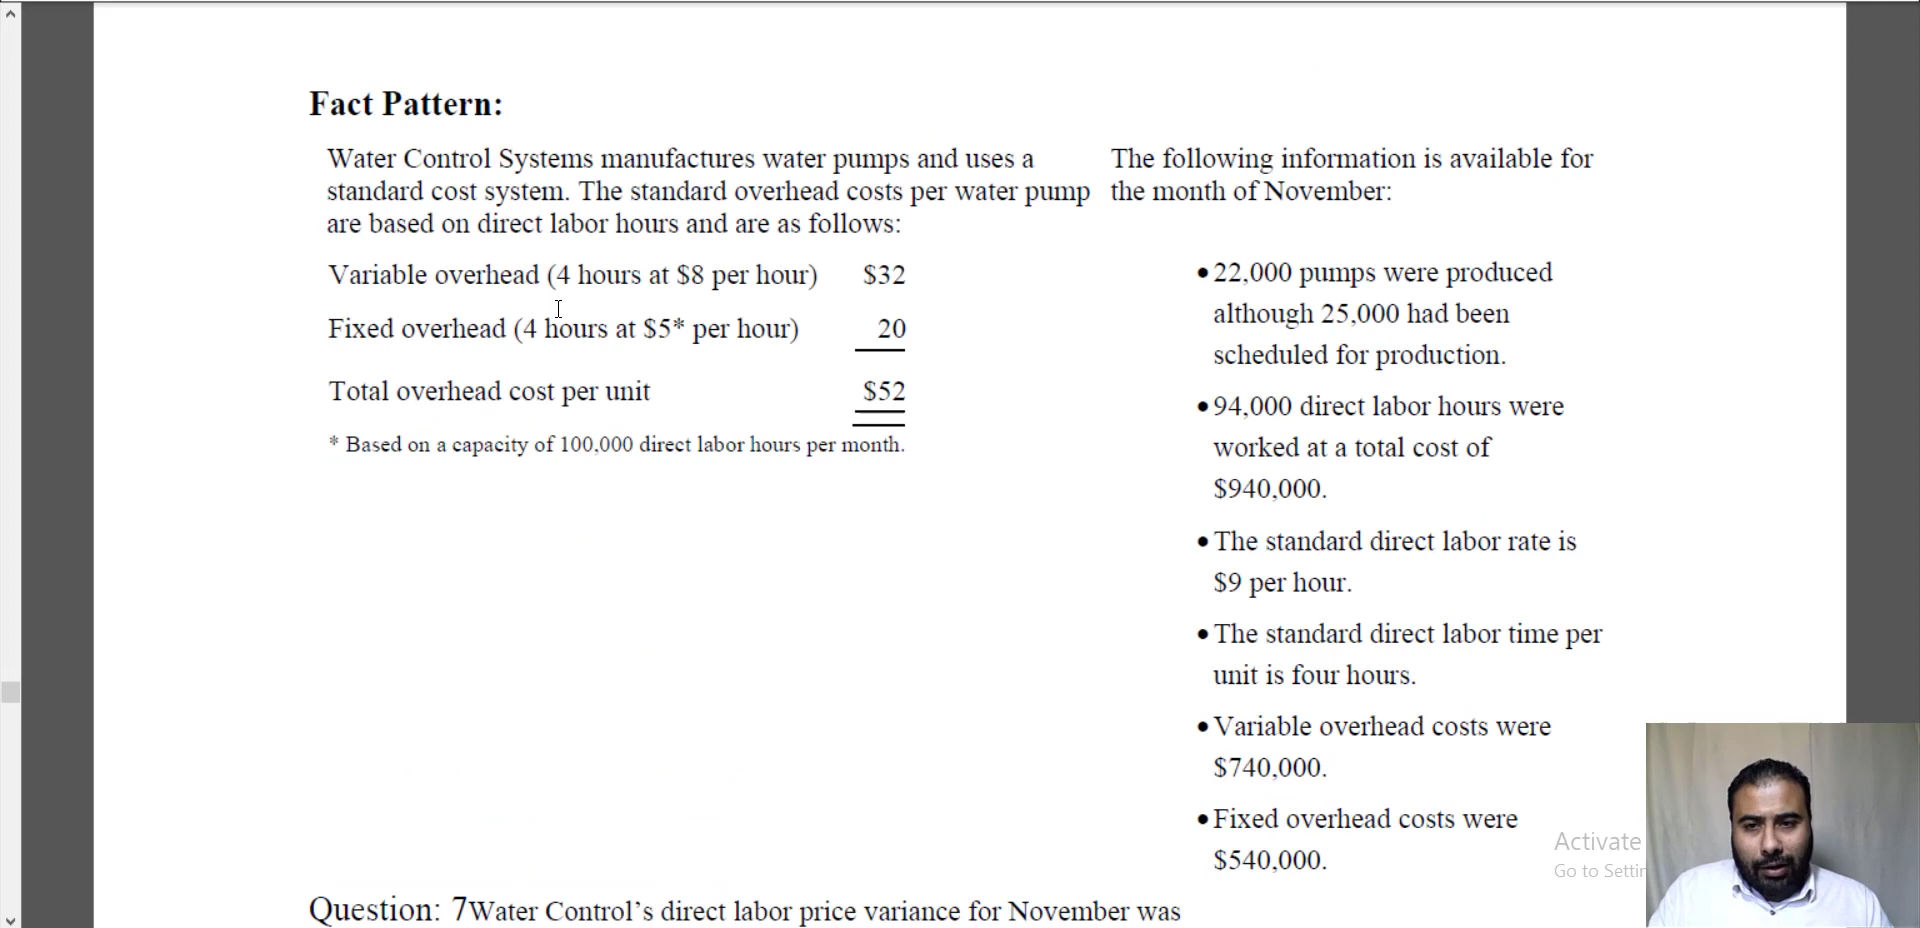 Fact Pattern:
Water Control Systems manufactures water pumps and uses a
standard cost system. The standard overhead costs per water pump
are based on direct labor hours and are as follows:
Variable overhead (4 hours at $8 per hour) $32
Fixed overhead (4 hours at $5* per hour) 20
Total overhead cost per unit $52
* Based on a capacity of 100,000 direct labor hours per month.
The following information is available for
the month of November:
• 22,000 pumps were produced
although 25,000 had been
scheduled for production.
• 94,000 direct labor hours were
worked at a total cost of
$940,000.
• The standard direct labor rate is
$9 per hour.
• The standard direct labor time per
unit is four hours.
• Variable overhead costs were
$740,000.
• Fixed overhead costs were
$540,000.
Activate
Go to Settin
Question: 7Water Control’s direct labor price variance for November was